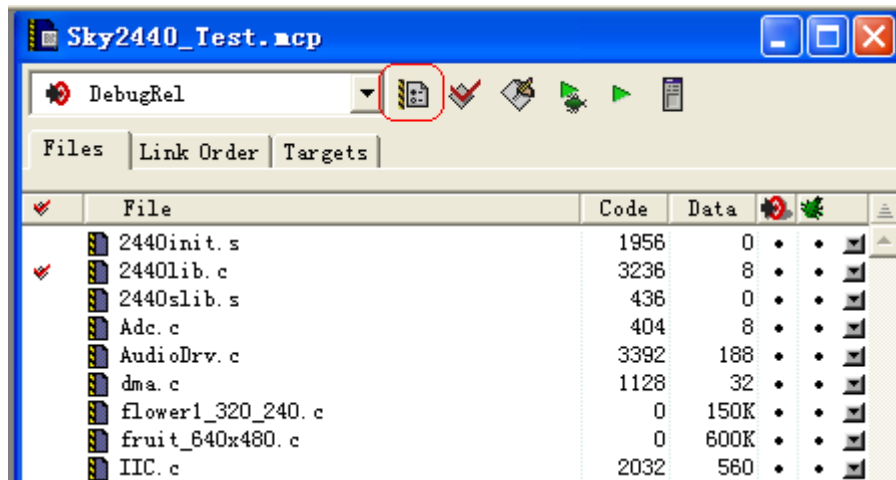 Sky2440_Test.mcp
DebugRel
Files Link Order Targets
File Code Data
2440init.s 1956 0
2440lib.c 3236 8
2440slib.s 436 0
Adc.c 404 8
AudioDrv.c 3392 188
dma.c 1128 32
flower1_320_240.c 0 150K
fruit_640x480.c 0 600K
IIC.c 2032 560